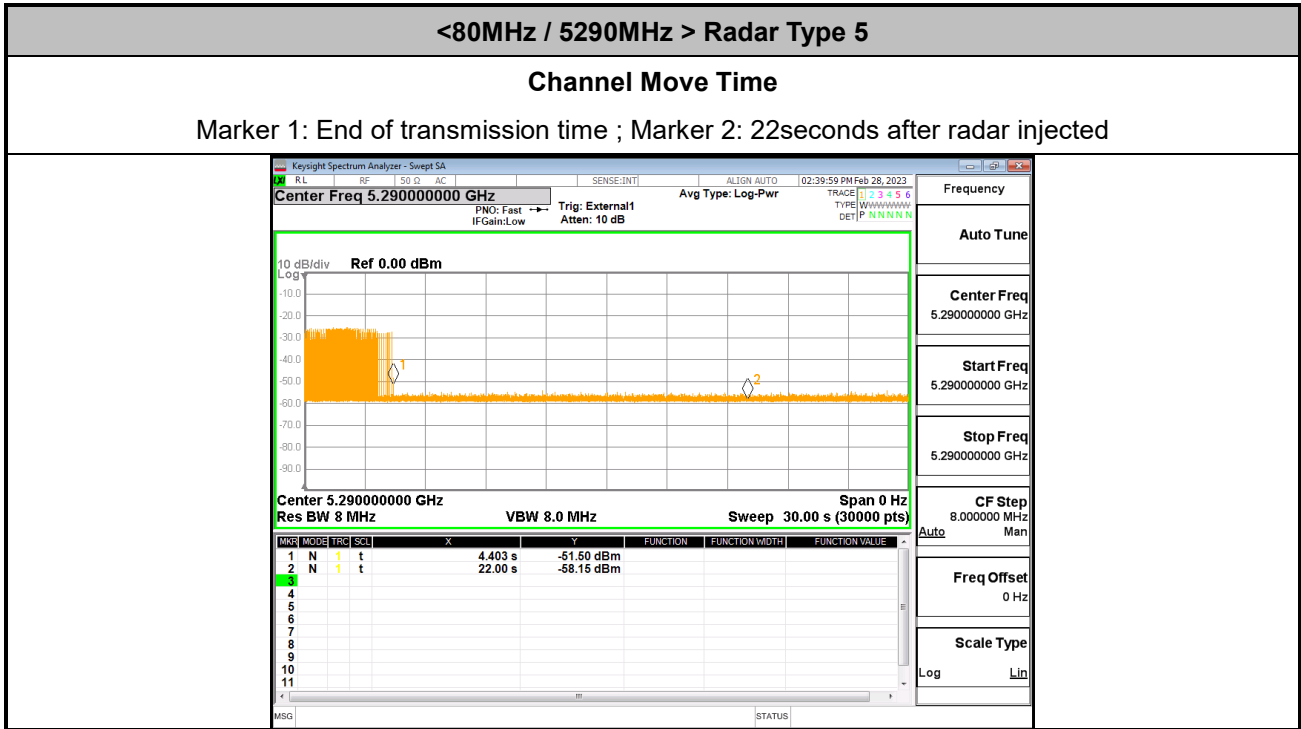 <80MHz / 5290MHz > Radar Type 5
Channel Move Time
Marker 1: End of transmission time ; Marker 2: 22seconds after radar injected
Keysight Spectrum Analyzer - Swept SA
LXI RL RF 50 Ω AC SENSE:INT ALIGN AUTO 02:39:59 PM Feb 28, 2023
Center Freq 5.290000000 GHz
PNO: Fast
IFGain:Low
Trig: External1
Atten: 10 dB
Avg Type: Log-Pwr
TRACE 1 2 3 4 5 6
TYPE WWWWWW
DET P N N N N N
10 dB/div Ref 0.00 dBm
Log
-10.0
-20.0
-30.0
-40.0
-50.0
-60.0
-70.0
-80.0
-90.0
1
2
Center 5.290000000 GHz Span 0 Hz
Res BW 8 MHz VBW 8.0 MHz Sweep 30.00 s (30000 pts)
MKR MODE TRC SCL X Y FUNCTION FUNCTION WIDTH FUNCTION VALUE
1 N 1 t 4.403 s -51.50 dBm
2 N 1 t 22.00 s -58.15 dBm
3
4
5
6
7
8
9
10
11
MSG STATUS
Frequency
Auto Tune
Center Freq
5.290000000 GHz
Start Freq
5.290000000 GHz
Stop Freq
5.290000000 GHz
CF Step
8.000000 MHz
Auto Man
Freq Offset
0 Hz
Scale Type
Log Lin